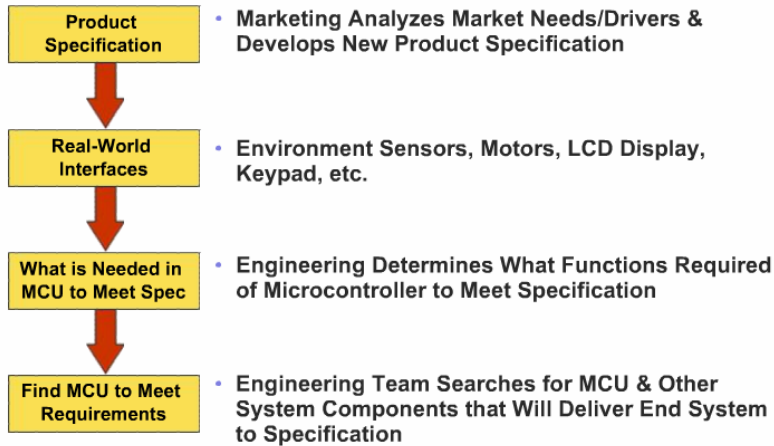 Product
Specification
• Marketing Analyzes Market Needs/Drivers &
Develops New Product Specification
Real-World
Interfaces
• Environment Sensors, Motors, LCD Display,
Keypad, etc.
What is Needed in
MCU to Meet Spec
• Engineering Determines What Functions Required
of Microcontroller to Meet Specification
Find MCU to Meet
Requirements
• Engineering Team Searches for MCU & Other
System Components that Will Deliver End System
to Specification